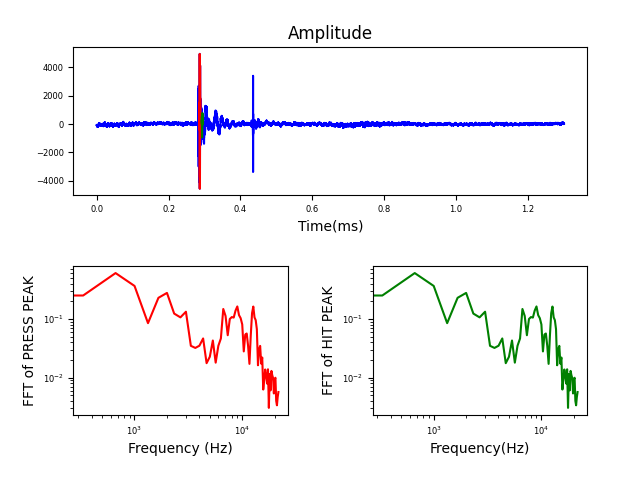 Amplitude
4000
2000
0
−2000
−4000
0.0 0.2 0.4 0.6 0.8 1.0 1.2
Time(ms)
FFT of PRESS PEAK
10⁻¹
10⁻²
10³ 10⁴
Frequency (Hz)
FFT of HIT PEAK
10⁻¹
10⁻²
10³ 10⁴
Frequency(Hz)